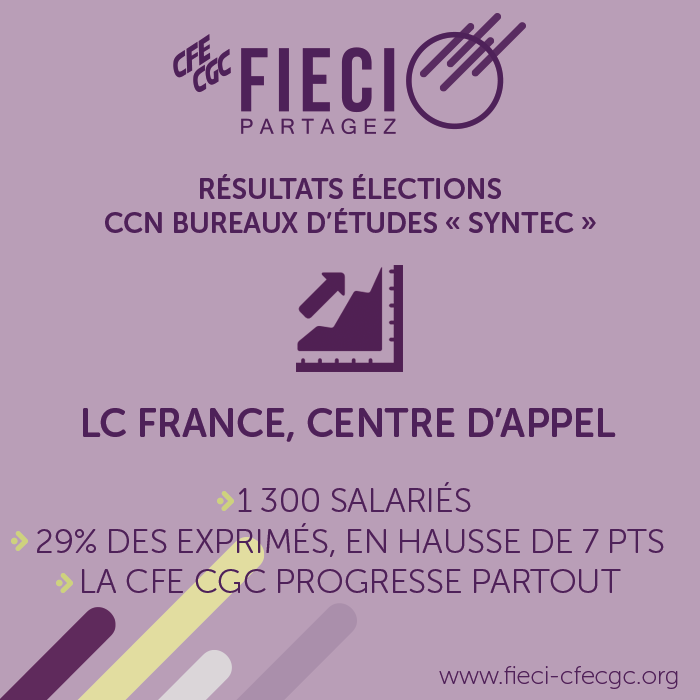 CFE
CGC
FIECI
PARTAGEZ
RÉSULTATS ÉLECTIONS
CCN BUREAUX D'ÉTUDES « SYNTEC »
LC FRANCE, CENTRE D'APPEL
1 300 SALARIÉS
29% DES EXPRIMÉS, EN HAUSSE DE 7 PTS
LA CFE CGC PROGRESSE PARTOUT
www.fieci-cfecgc.org